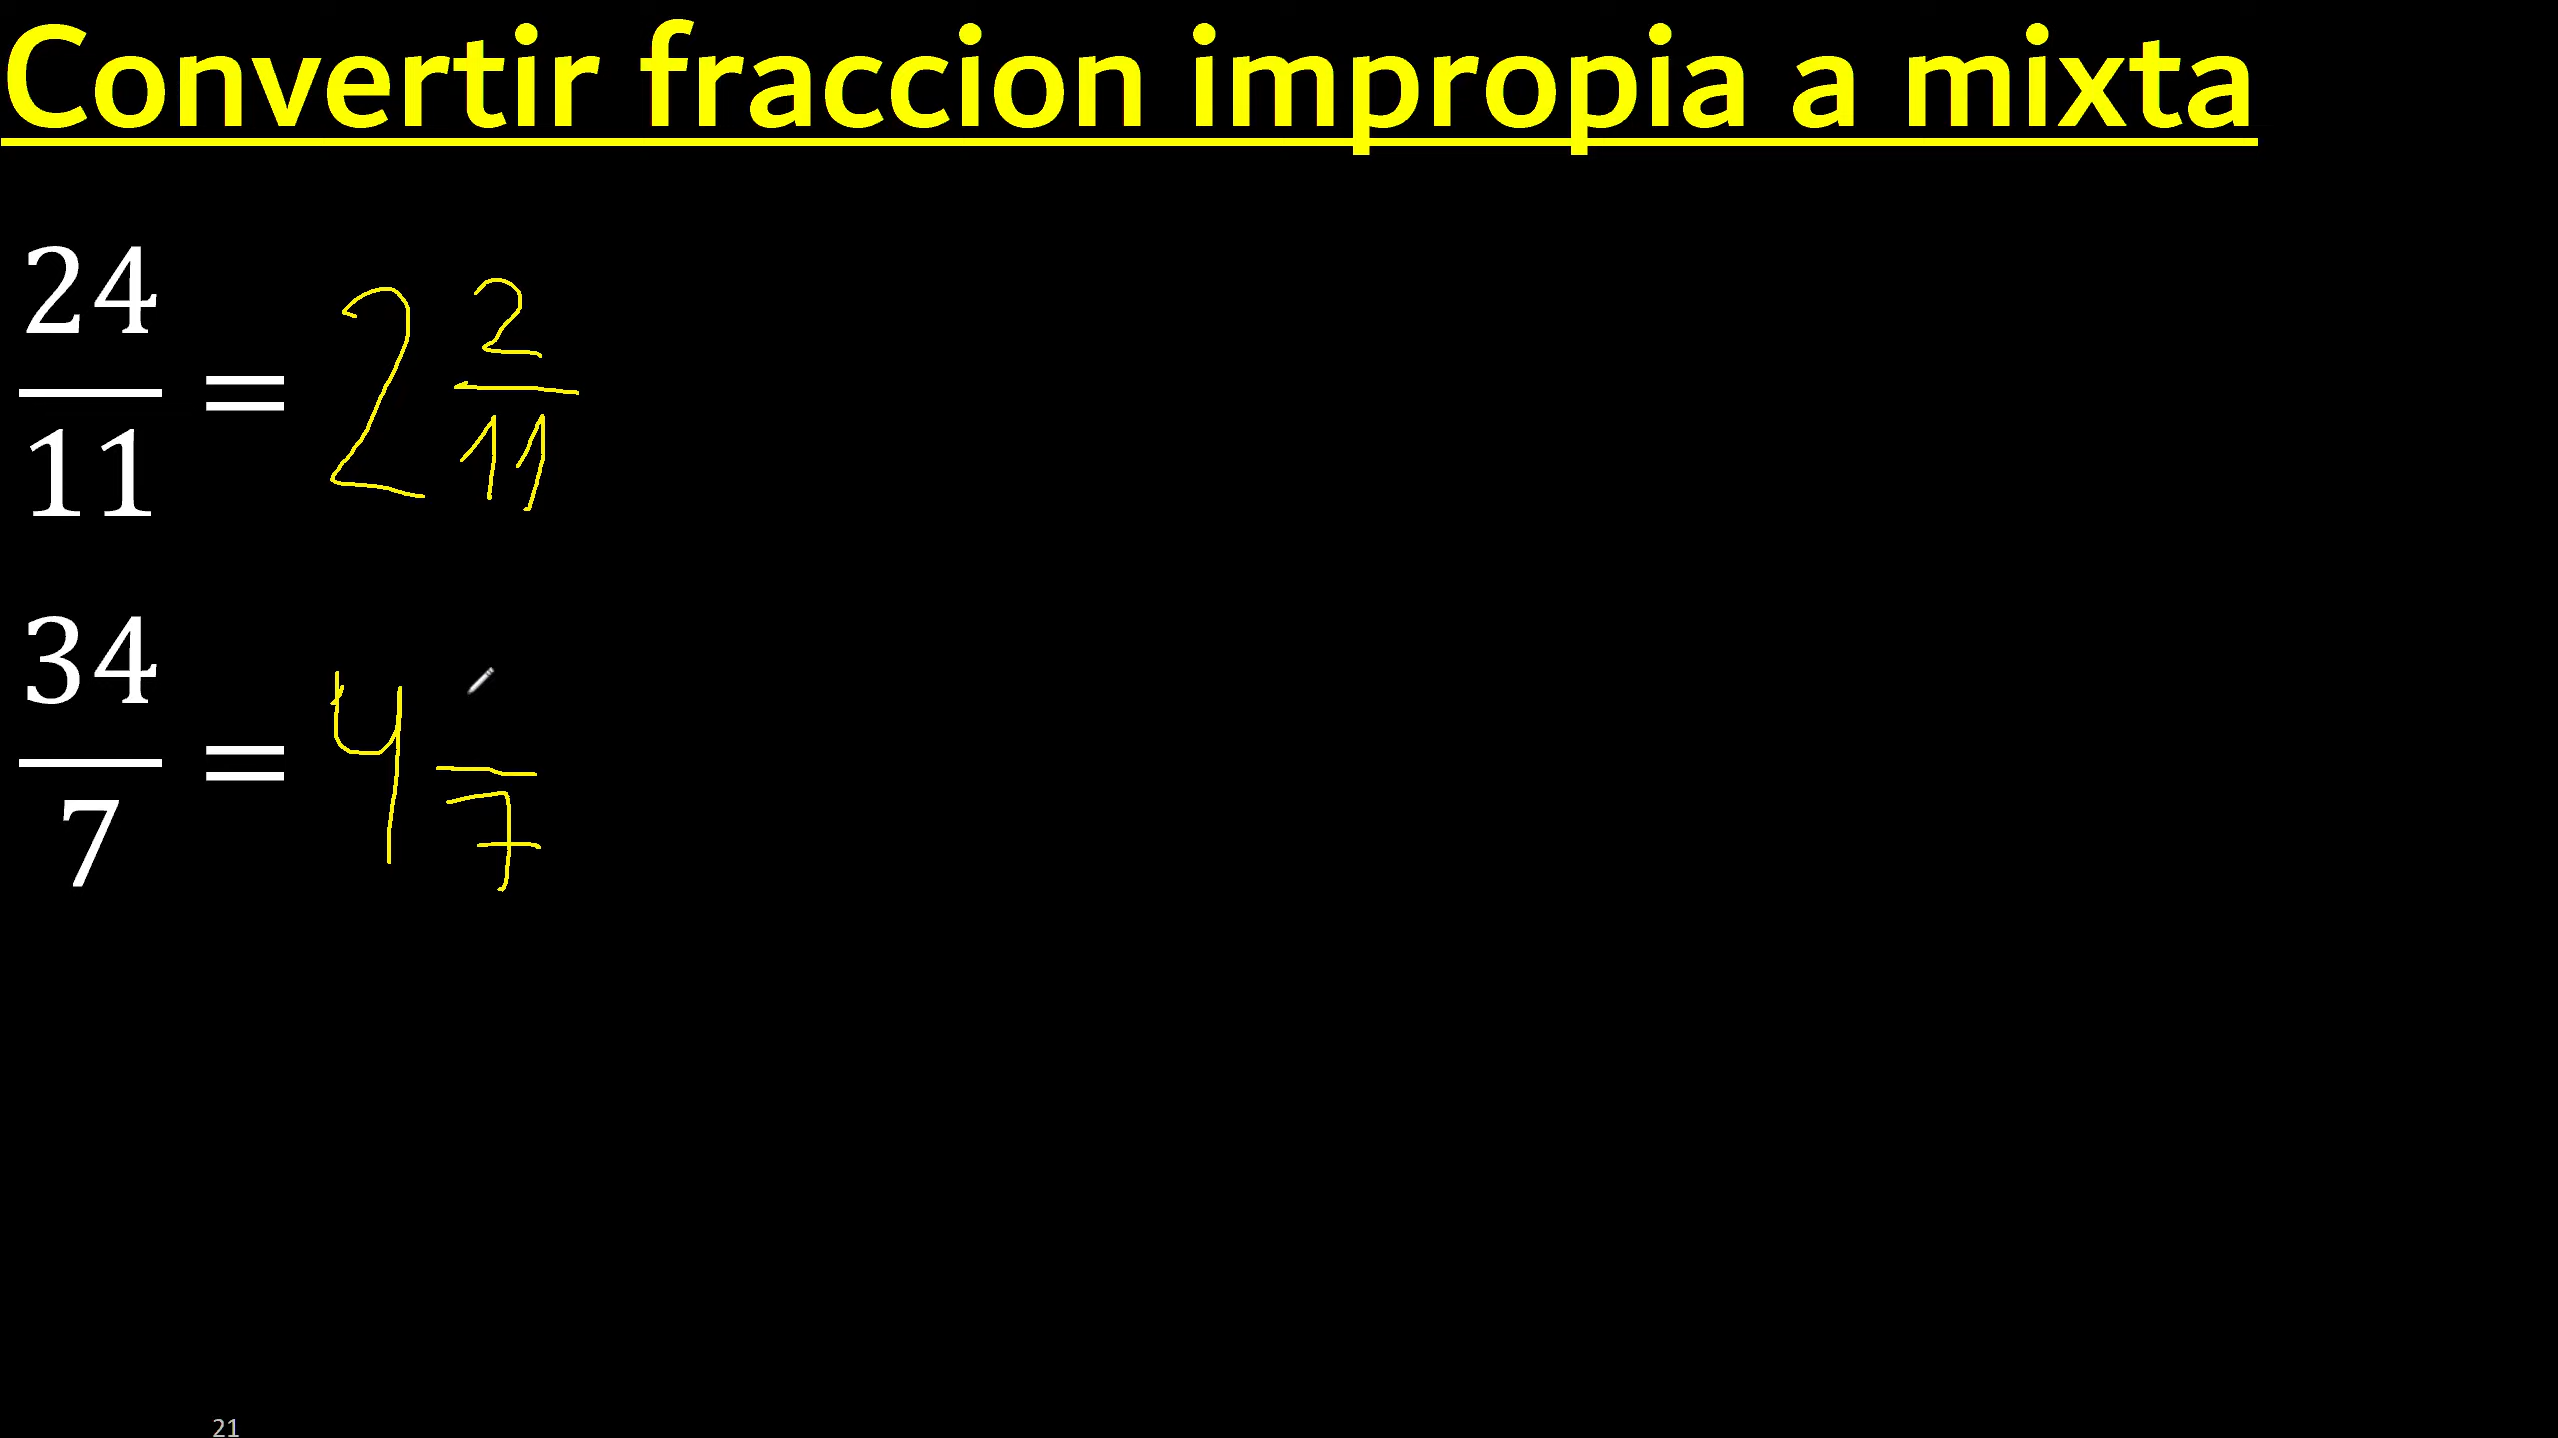 Convertir fraccion impropia a mixta
24/11 = 2 2/11
34/7 = 4 /7
21